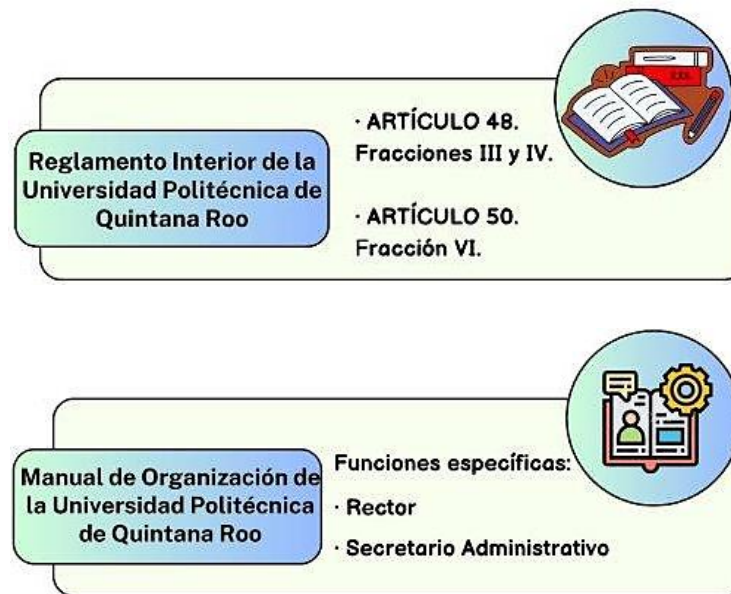 Reglamento Interior de la
Universidad Politécnica de
Quintana Roo
· ARTÍCULO 48.
Fracciones III y IV.
· ARTÍCULO 50.
Fracción VI.
Manual de Organización de
la Universidad Politécnica
de Quintana Roo
Funciones específicas:
· Rector
· Secretario Administrativo